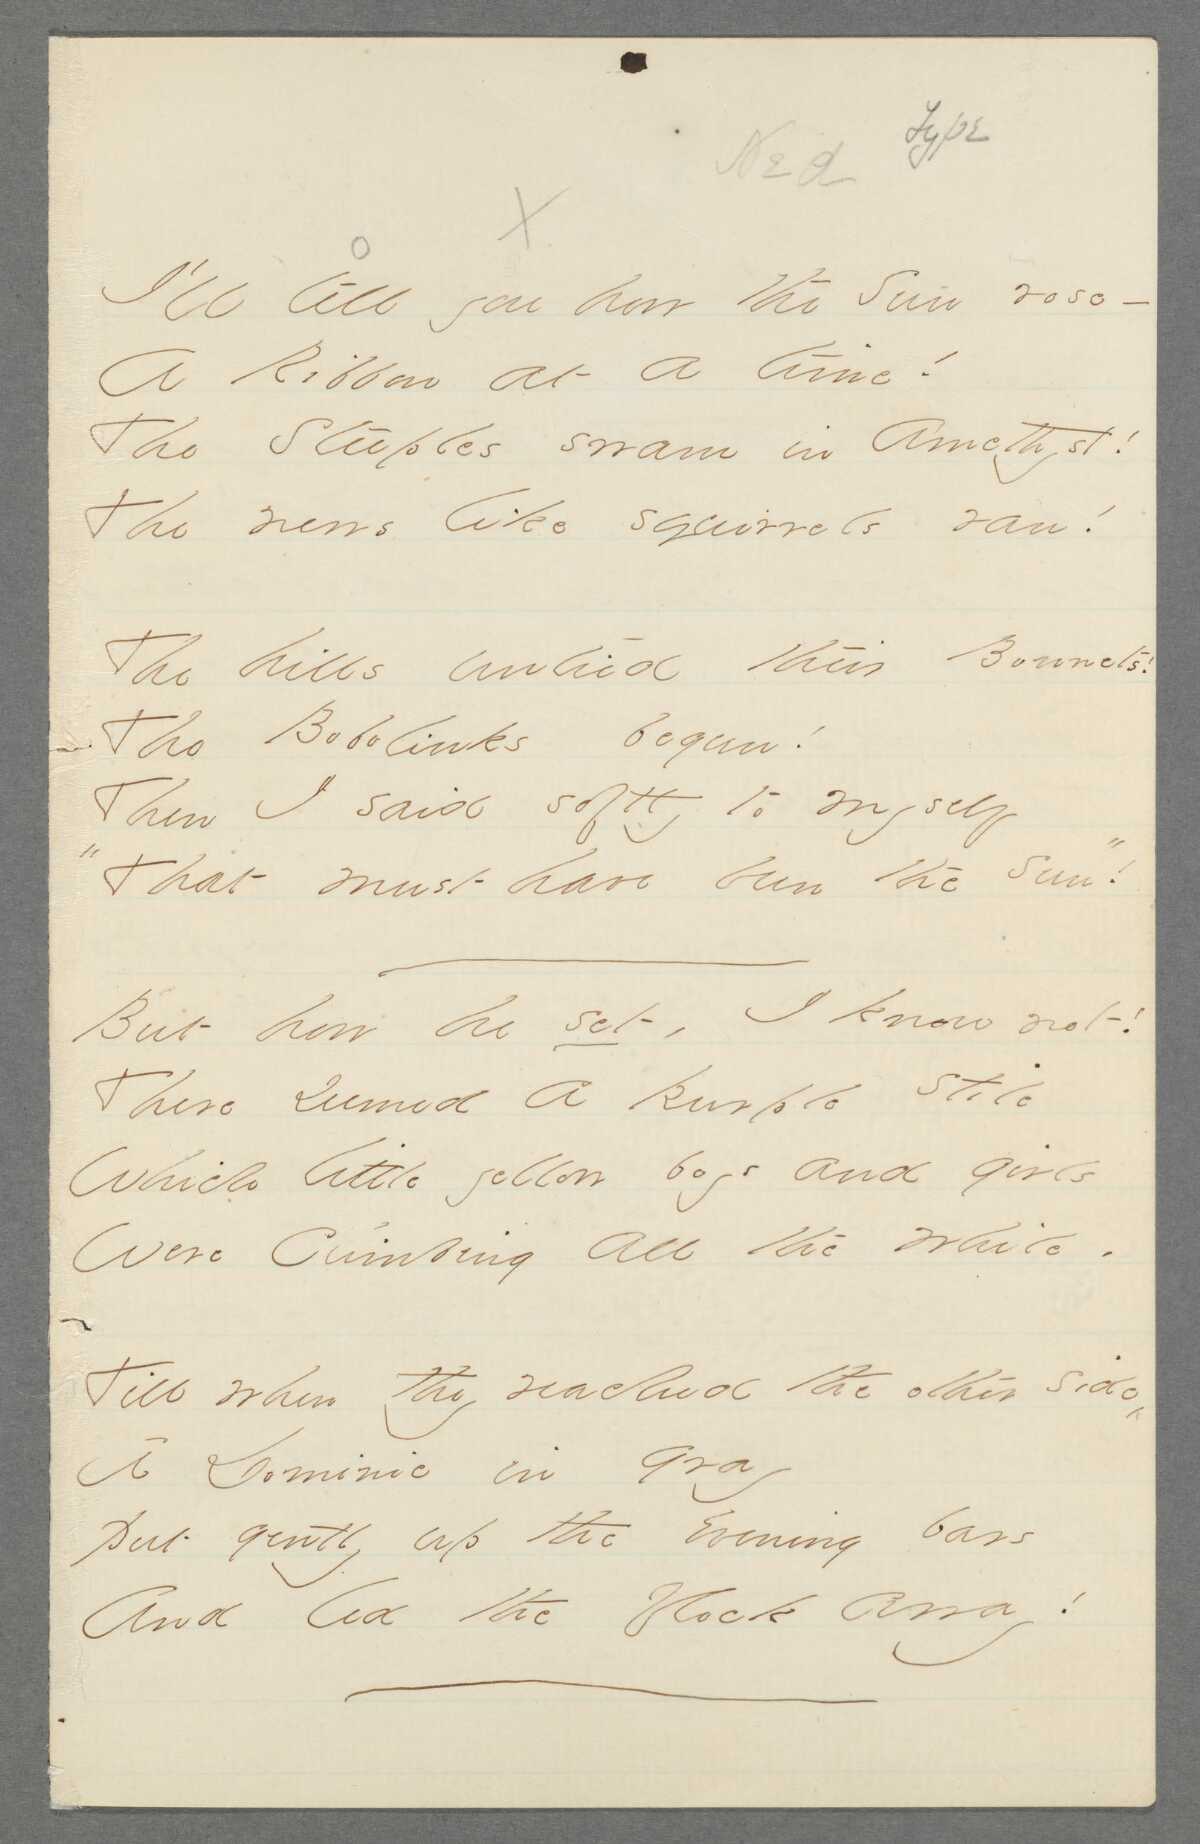 Type
Ned
X
o
I'll tell you how the Sun rose —
A Ribbon at a time!
The Steeples swam in Amethyst!
The news like squirrels ran!
The hills untied their Bonnets!
The Bobolinks begun!
Then I said softly to myself
"That must have been the Sun"!
But how he set, I know not!
There seemed a purple stile
Which little yellow boys and girls
Were Climbing all the while.
Till when they reached the other side,
A Dominie in gray
Put gently up the Evening bars
And led the flock away!